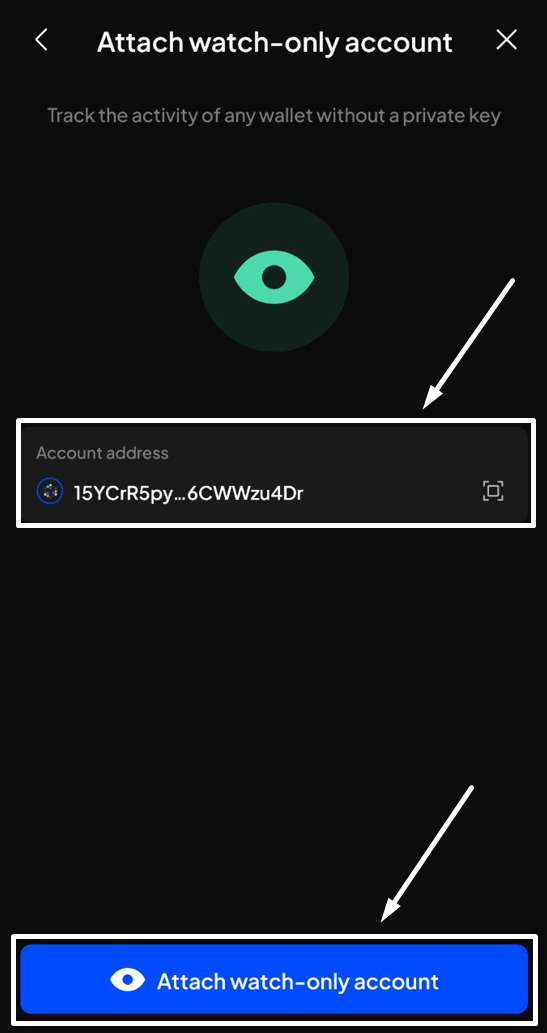 Attach watch-only account
Track the activity of any wallet without a private key
Account address
15YCrR5py...6CWWzu4Dr
Attach watch-only account